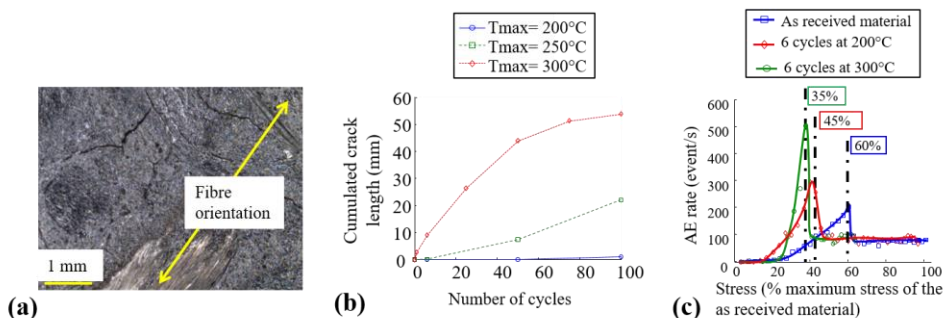 Fibre
orientation
1 mm
(a)
Tmax= 200°C
Tmax= 250°C
Tmax= 300°C
60
50
40
30
20
10
0
0
20
40
60
80
100
Cumulated crack
length (mm)
Number of cycles
(b)
As received material
6 cycles at 200°C
6 cycles at 300°C
35%
45%
60%
600
500
400
300
200
100
0
20
40
60
80
100
AE rate (event/s)
Stress (% maximum stress of the
as received material)
(c)